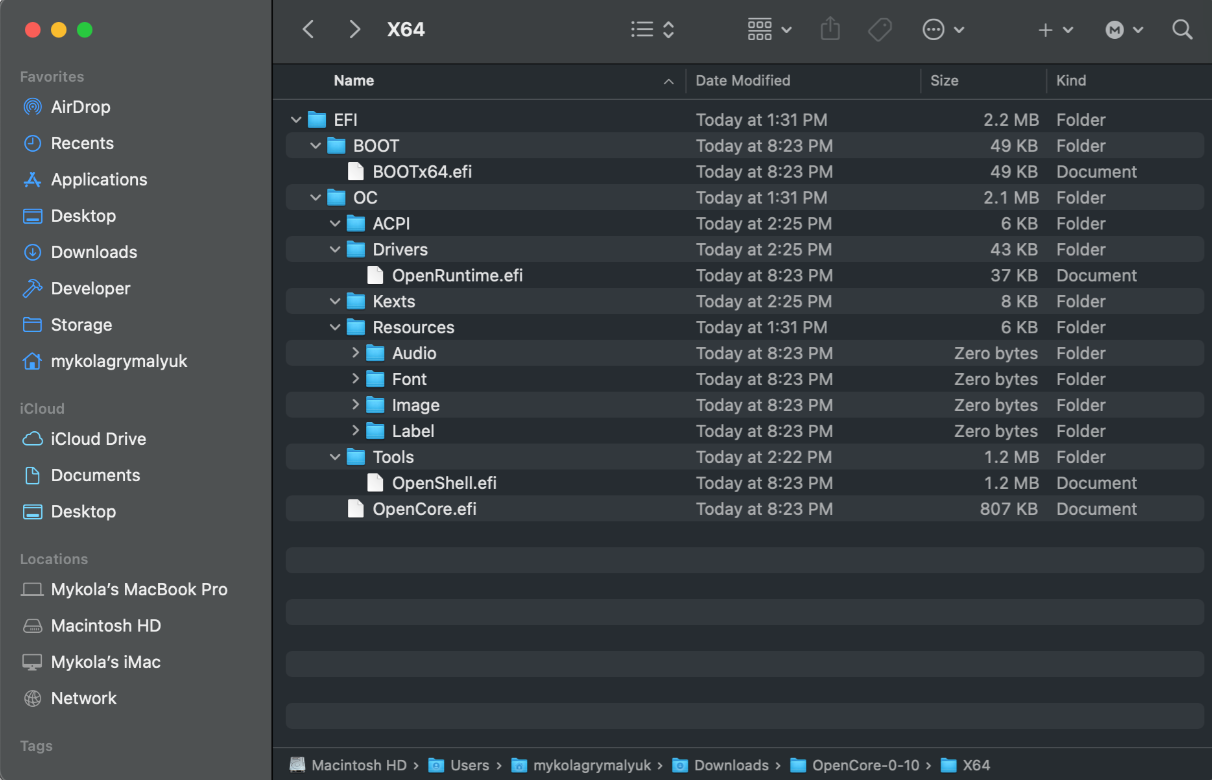 X64
M
Favorites
AirDrop
Recents
Applications
Desktop
Downloads
Developer
Storage
mykolagrymalyuk
iCloud
iCloud Drive
Documents
Desktop
Locations
Mykola's MacBook Pro
Macintosh HD
Mykola's iMac
Network
Tags
Name Date Modified Size Kind
EFI Today at 1:31 PM 2.2 MB Folder
BOOT Today at 8:23 PM 49 KB Folder
BOOTx64.efi Today at 8:23 PM 49 KB Document
OC Today at 1:31 PM 2.1 MB Folder
ACPI Today at 2:25 PM 6 KB Folder
Drivers Today at 2:25 PM 43 KB Folder
OpenRuntime.efi Today at 8:23 PM 37 KB Document
Kexts Today at 2:25 PM 8 KB Folder
Resources Today at 1:31 PM 6 KB Folder
Audio Today at 8:23 PM Zero bytes Folder
Font Today at 8:23 PM Zero bytes Folder
Image Today at 8:23 PM Zero bytes Folder
Label Today at 8:23 PM Zero bytes Folder
Tools Today at 2:22 PM 1.2 MB Folder
OpenShell.efi Today at 8:23 PM 1.2 MB Document
OpenCore.efi Today at 8:23 PM 807 KB Document
Macintosh HD › Users › mykolagrymalyuk › Downloads › OpenCore-0-10 › X64